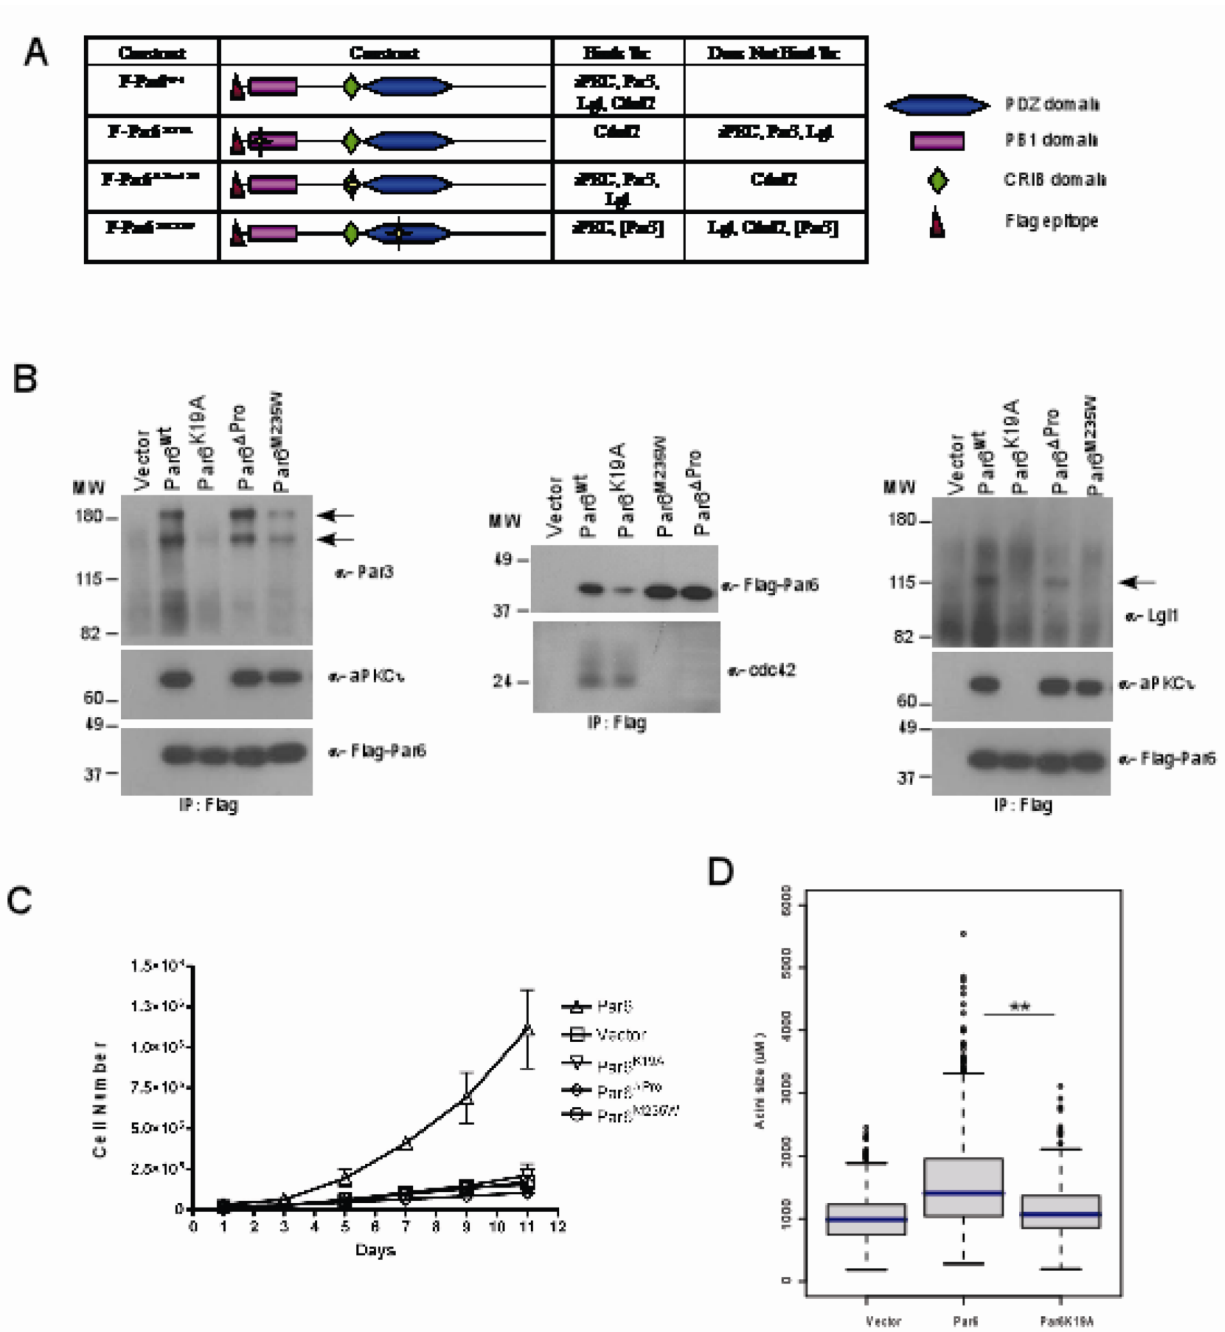 A
Construct Construct Binds To: Does Not Bind To:
aPKC, Par3,
Lgl, Cdc42
F-Par6 Cdc42 aPKC, Par3, Lgl
F-Par6 aPKC, Par3, Cdc42
Lgl
F-Par6 aPKC, [Par3] Lgl, Cdc42, [Par3]
PDZ domain
PB1 domain
CRIB domain
Flag epitope
B
MW Vector Par6wt Par6K19A Par6ΔPro Par6M235W
180
115
82
α- Par3
60
α-aPKCι
49
37
α- Flag-Par6
IP: Flag
MW Vector Par6wt Par6K19A Par6M235W Par6ΔPro
49
37
α- Flag-Par6
24
α-cdc42
IP: Flag
MW Vector Par6wt Par6K19A Par6ΔPro Par6M235W
180
115
82
α- Lgl1
60
α-aPKCι
49
37
α- Flag-Par6
IP: Flag
C
Cell Number
0
0 1 2 3 4 5 6 7 8 9 10 11 12
Days
Par6
Vector
Par6K19A
Par6ΔPro
Par6
D
Acini size (uM)
6000
5000
4000
3000
2000
1000
0
**
Vector Par6 Par6K19A